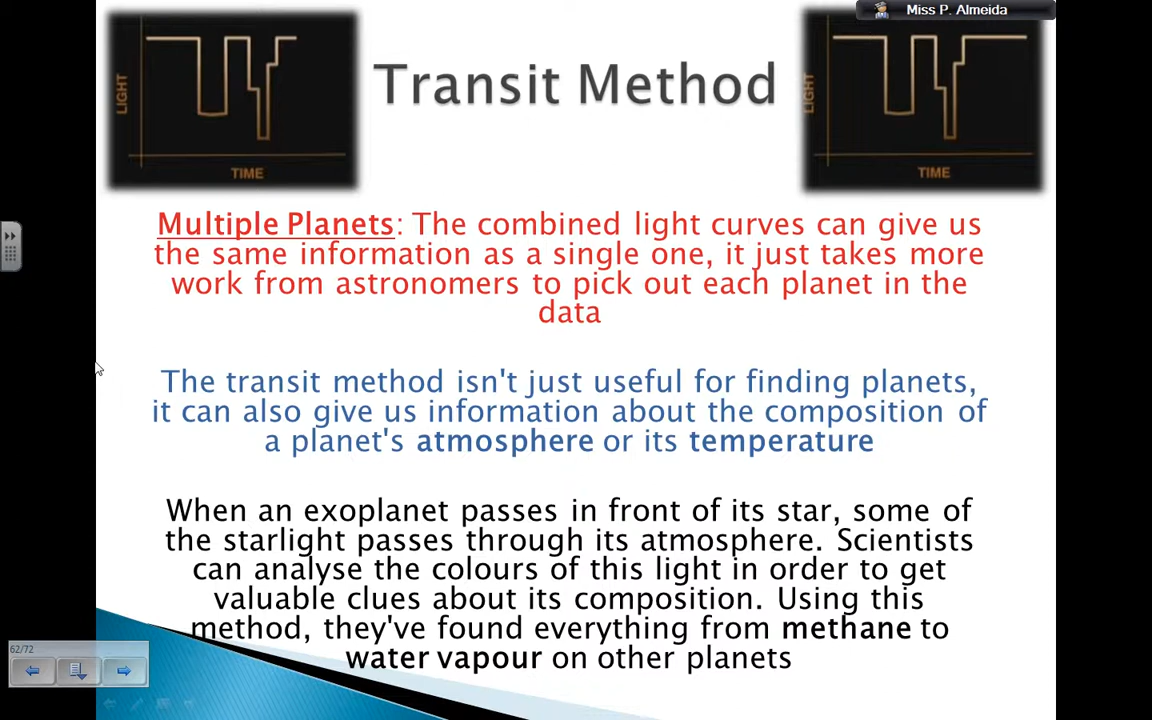 Miss P. Almeida
Transit Method
LIGHT
TIME
LIGHT
TIME
Multiple Planets: The combined light curves can give us
the same information as a single one, it just takes more
work from astronomers to pick out each planet in the
data
The transit method isn't just useful for finding planets,
it can also give us information about the composition of
a planet's atmosphere or its temperature
When an exoplanet passes in front of its star, some of
the starlight passes through its atmosphere. Scientists
can analyse the colours of this light in order to get
valuable clues about its composition. Using this
method, they've found everything from methane to
water vapour on other planets
62/72